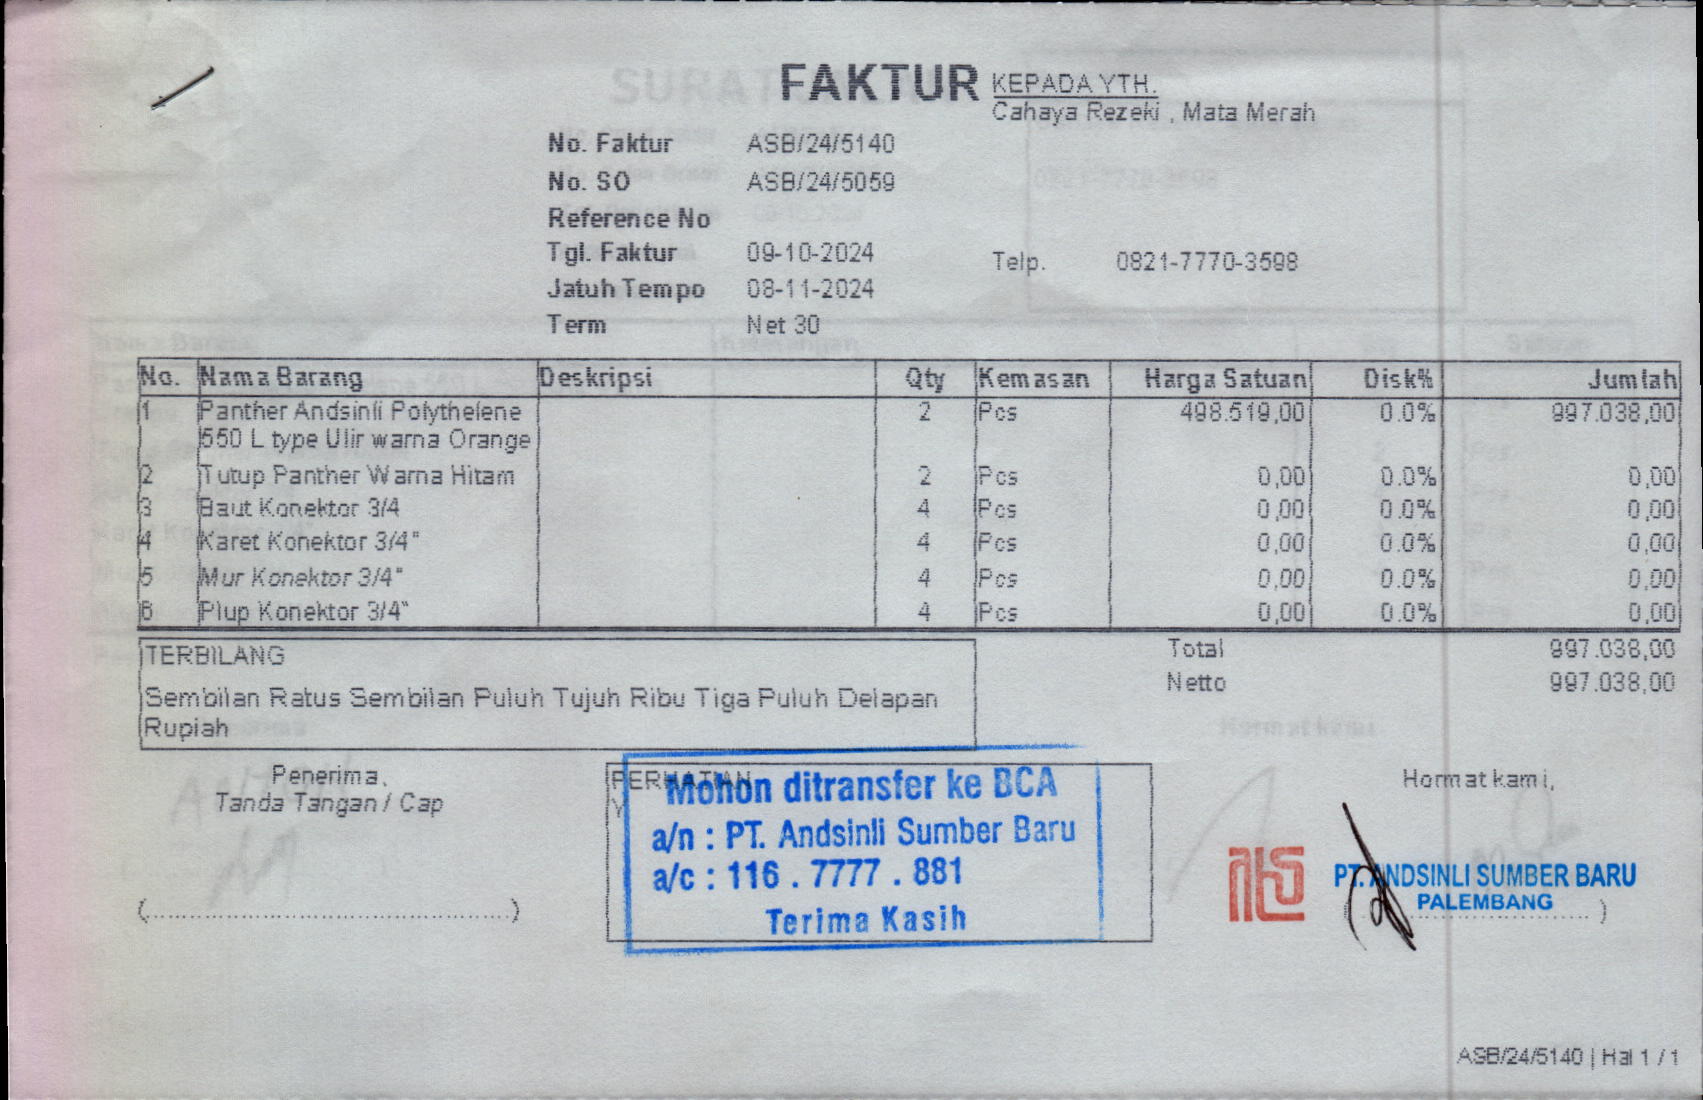 FAKTUR
KEPADA YTH.
Cahaya Rezeki , Mata Merah
No. Faktur ASB/24/5140
No. SO ASB/24/5059
Reference No
Tgl. Faktur 09-10-2024
Telp. 0821-7770-3598
Jatuh Tempo 08-11-2024
Term Net 30
No. Nama Barang Deskripsi Qty Kemasan Harga Satuan Disk% Jumlah
1 Panther Andsinli Polythelene 2 Pcs 498.519,00 0.0% 997.038,00
550 L type Ulir warna Orange
2 Tutup Panther Warna Hitam 2 Pcs 0,00 0.0% 0,00
3 Baut Konektor 3/4 4 Pcs 0,00 0.0% 0,00
4 Karet Konektor 3/4" 4 Pcs 0,00 0.0% 0,00
5 Mur Konektor 3/4" 4 Pcs 0,00 0.0% 0,00
6 Plup Konektor 3/4" 4 Pcs 0,00 0.0% 0,00
TERBILANG
Sembilan Ratus Sembilan Puluh Tujuh Ribu Tiga Puluh Delapan
Rupiah
Total 997.038,00
Netto 997.038,00
Penerima,
Tanda Tangan / Cap
(................................................)
PERHATIAN
Y
Mohon ditransfer ke BCA
a/n : PT. Andsinli Sumber Baru
a/c : 116 . 7777 . 881
Terima Kasih
Hormat kami,
PT. ANDSINLI SUMBER BARU
PALEMBANG
ASB/24/5140 | Hal 1 / 1